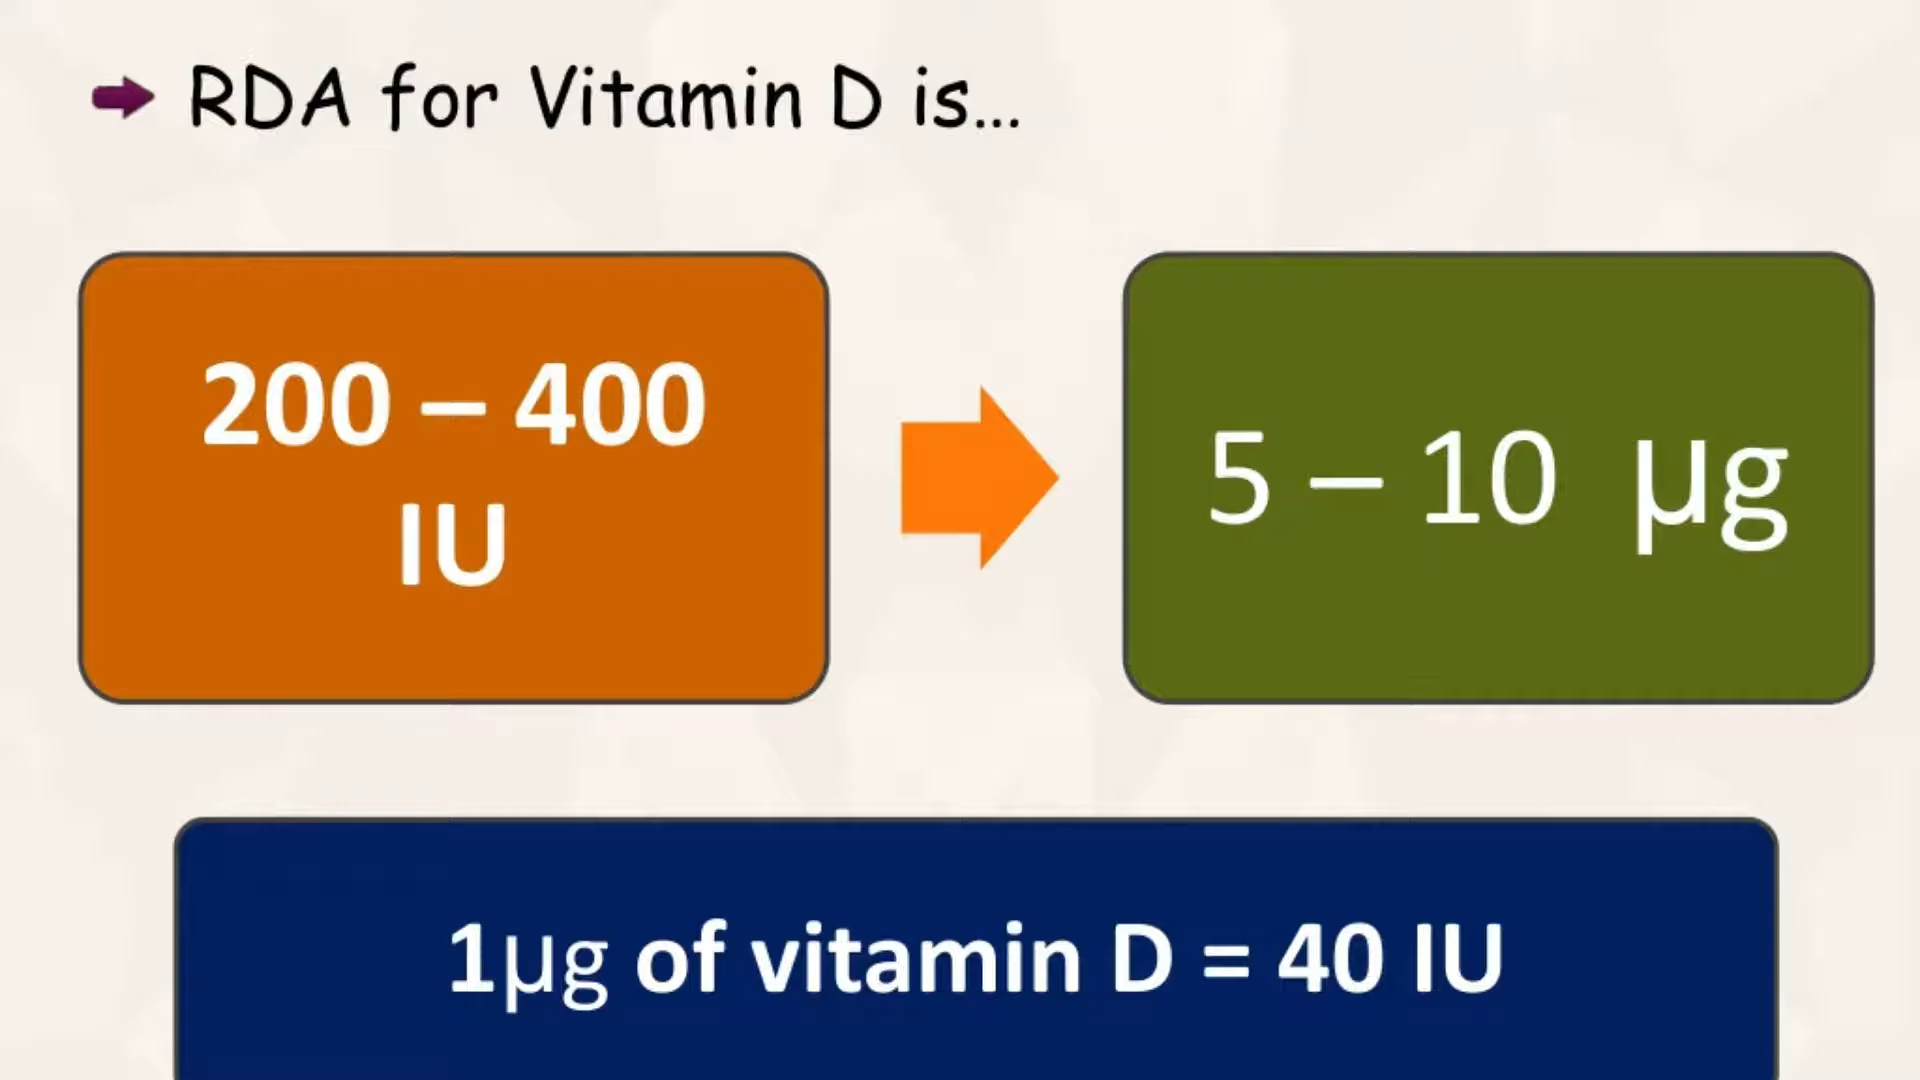 RDA for Vitamin D is...
200 – 400
IU
5 – 10 µg
1µg of vitamin D = 40 IU